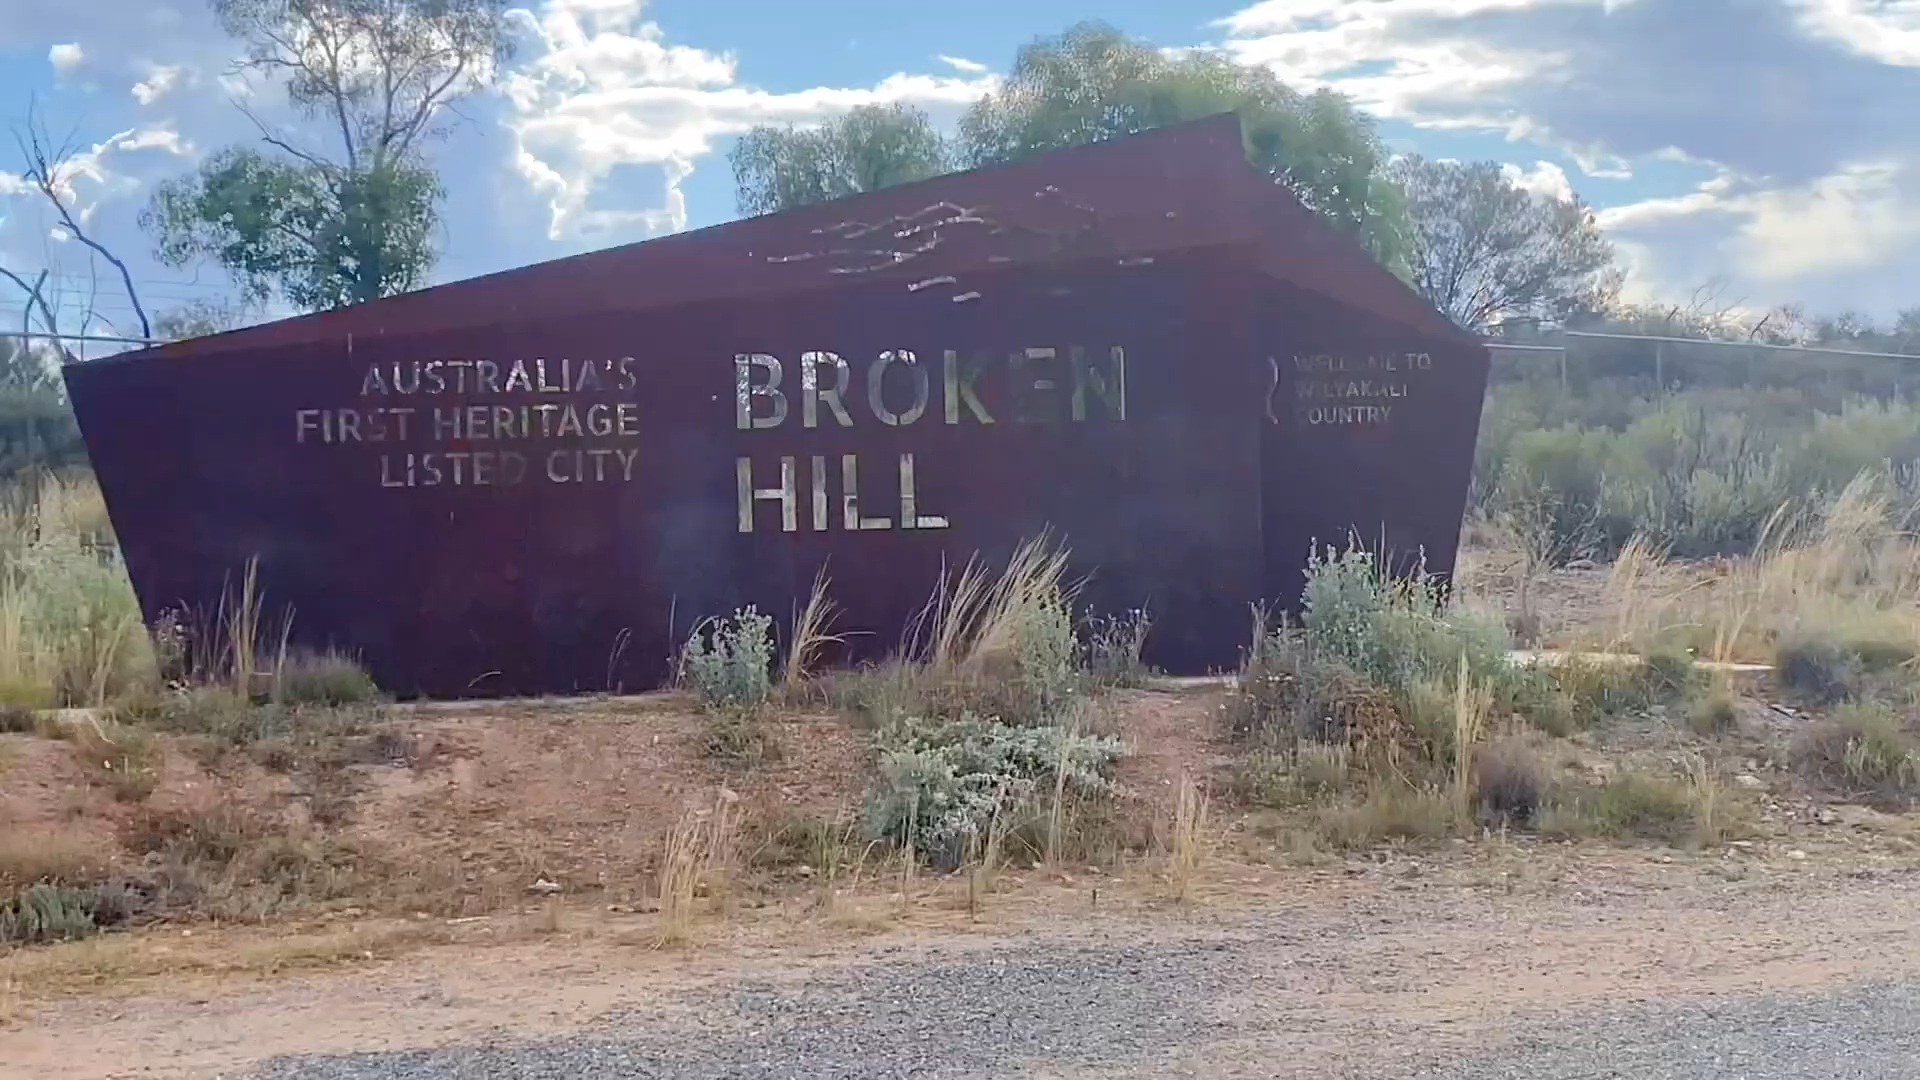 AUSTRALIA'S
FIRST HERITAGE
LISTED CITY
BROKEN
HILL
WELCOME TO
WILYAKALI
COUNTRY